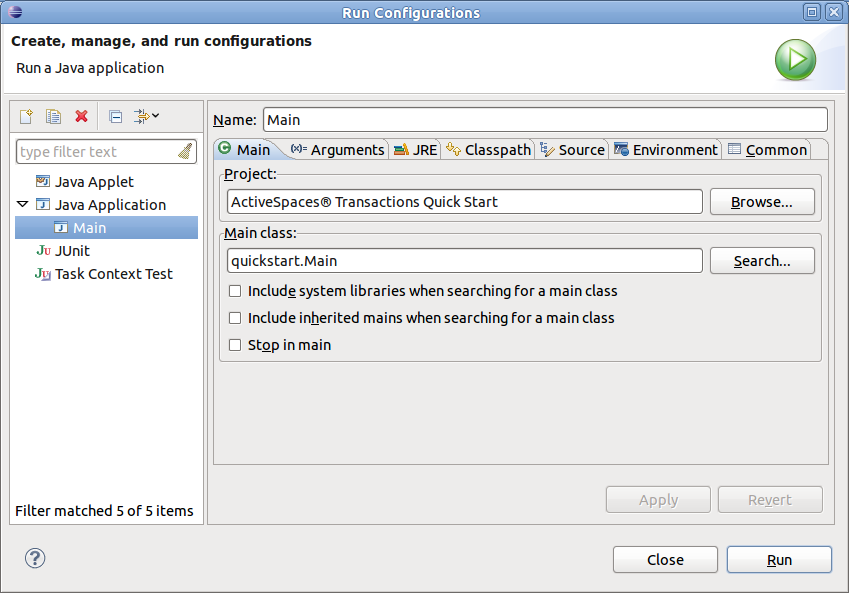 Run Configurations
Create, manage, and run configurations
Run a Java application
Name: Main
type filter text
Java Applet
Java Application
Main
JUnit
Task Context Test
Filter matched 5 of 5 items
Main Arguments JRE Classpath Source Environment Common
Project:
ActiveSpaces® Transactions Quick Start Browse...
Main class:
quickstart.Main Search...
Include system libraries when searching for a main class
Include inherited mains when searching for a main class
Stop in main
Apply Revert
Close Run